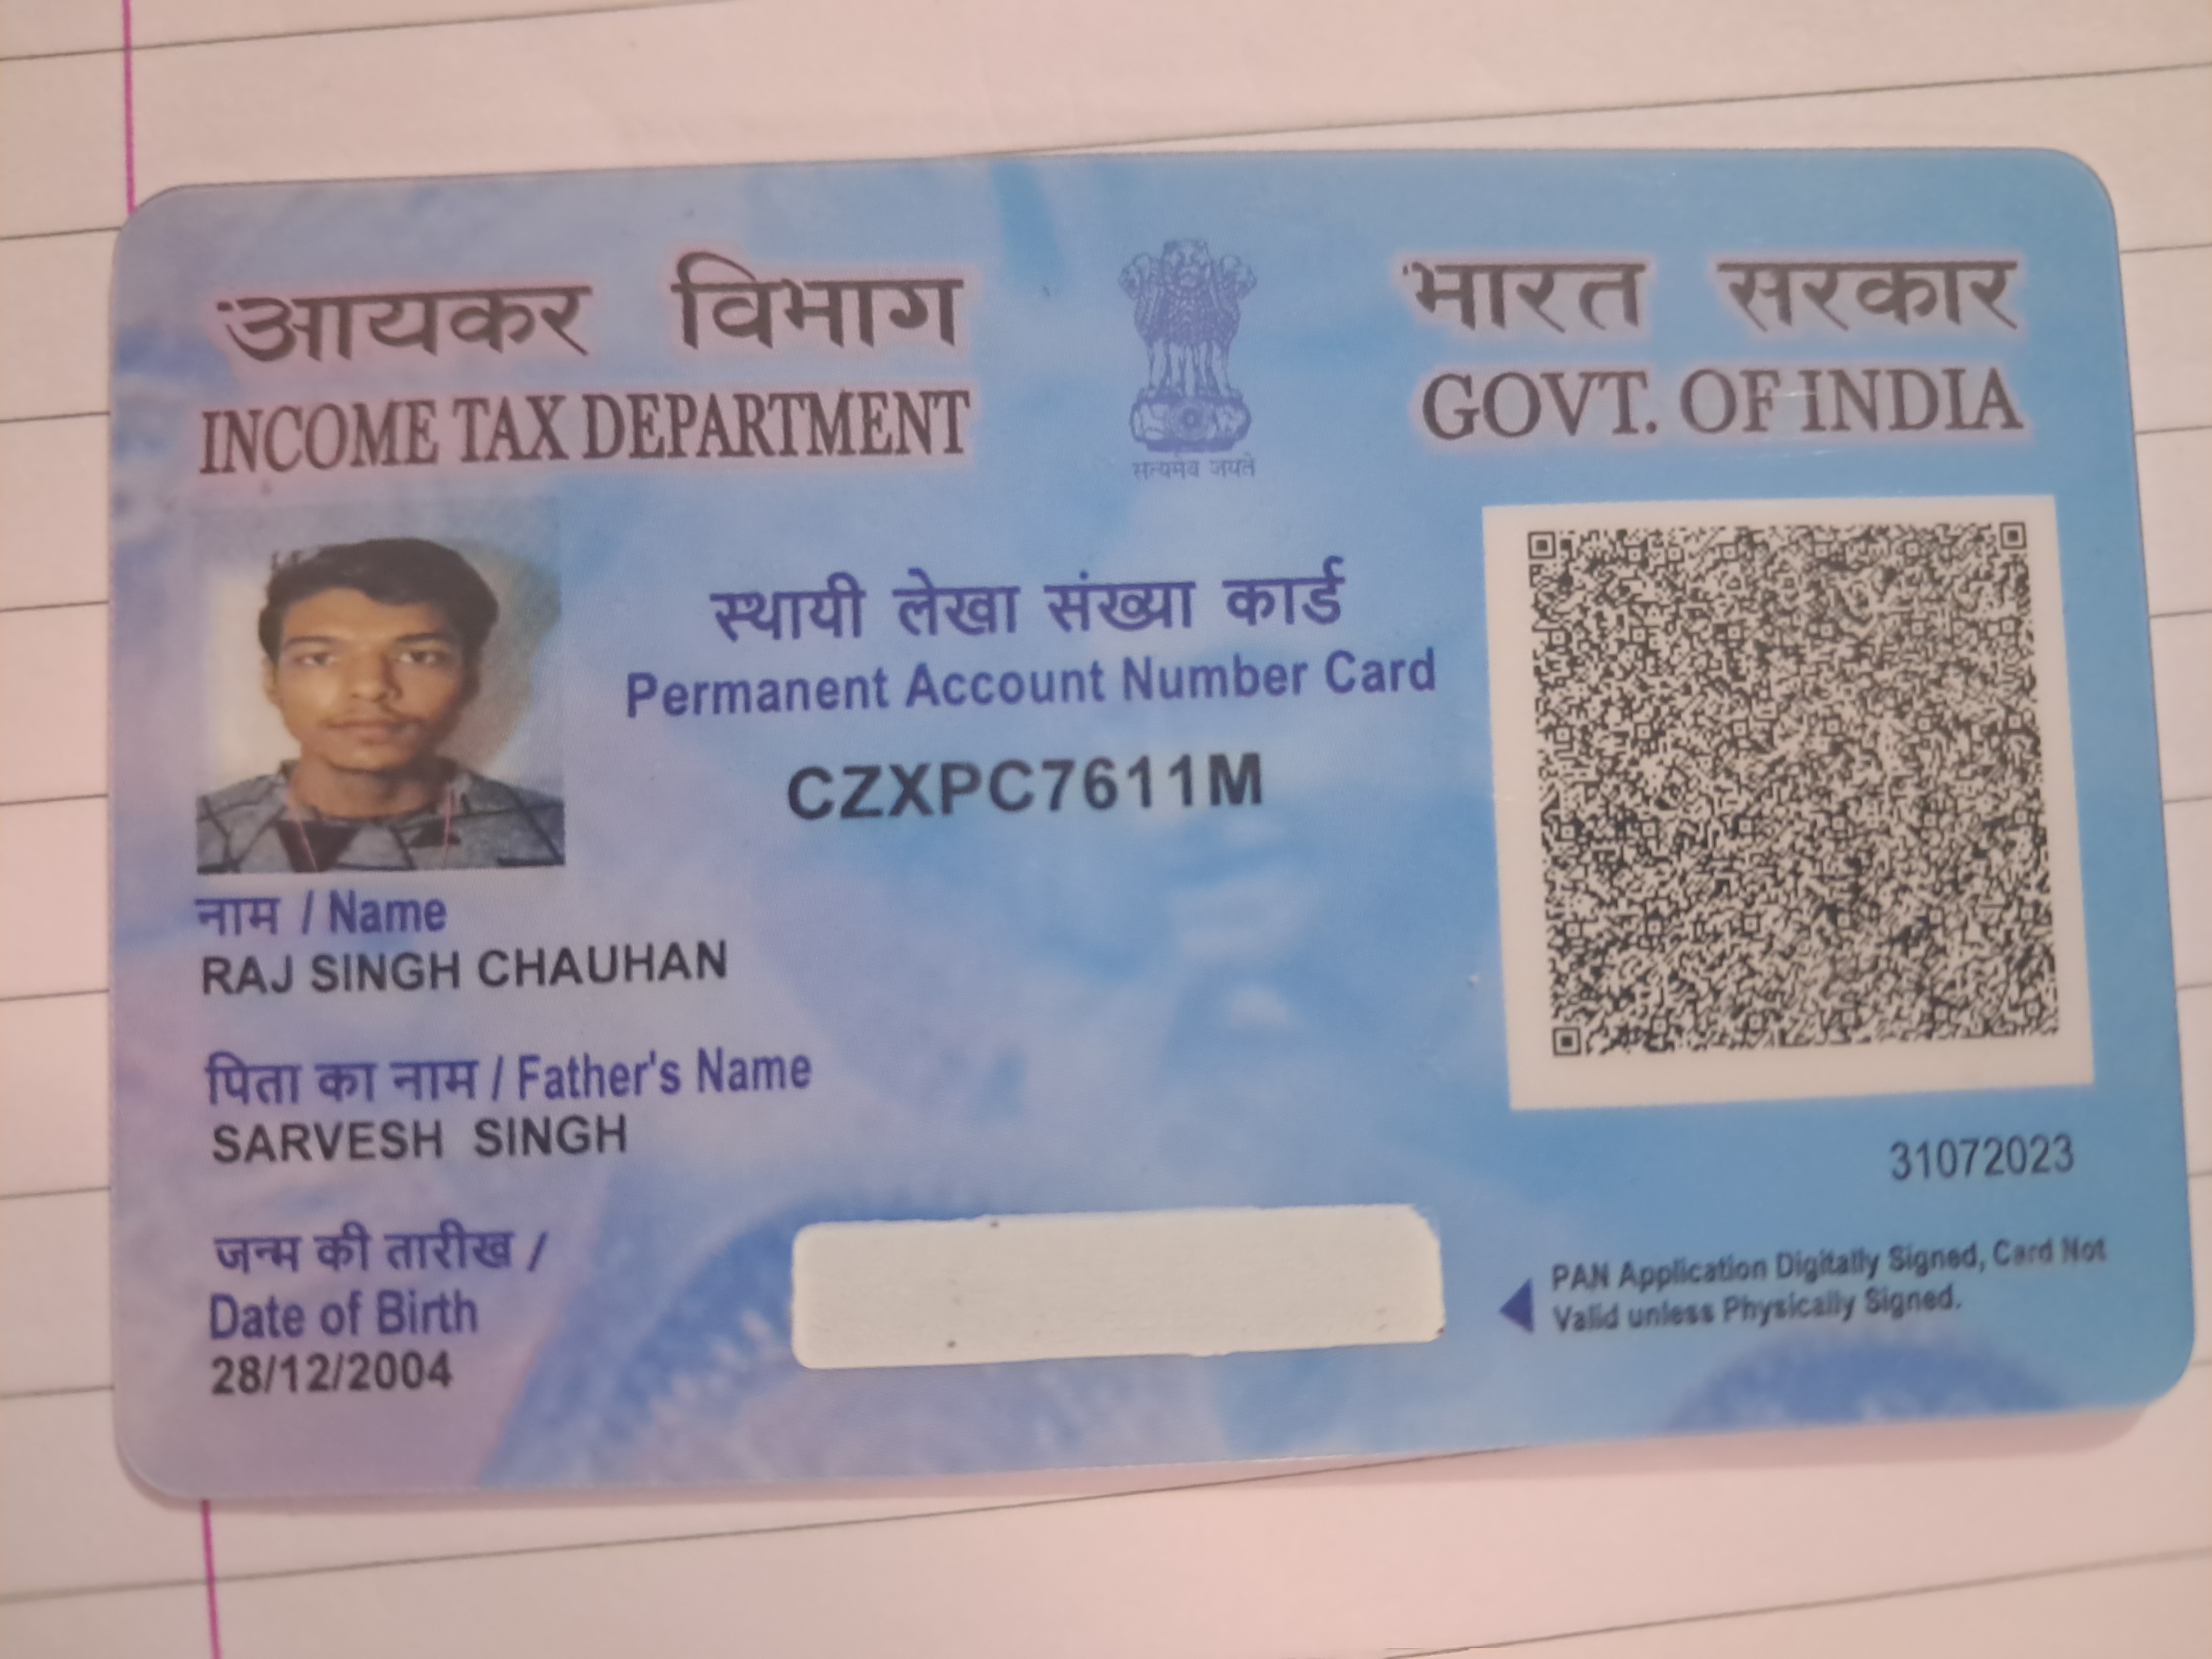 आयकर विभाग
INCOME TAX DEPARTMENT
सत्यमेव जयते
भारत सरकार
GOVT. OF INDIA
स्थायी लेखा संख्या कार्ड
Permanent Account Number Card
CZXPC7611M
नाम / Name
RAJ SINGH CHAUHAN
पिता का नाम / Father's Name
SARVESH SINGH
जन्म की तारीख /
Date of Birth
28/12/2004
31072023
PAN Application Digitally Signed, Card Not
Valid unless Physically Signed.